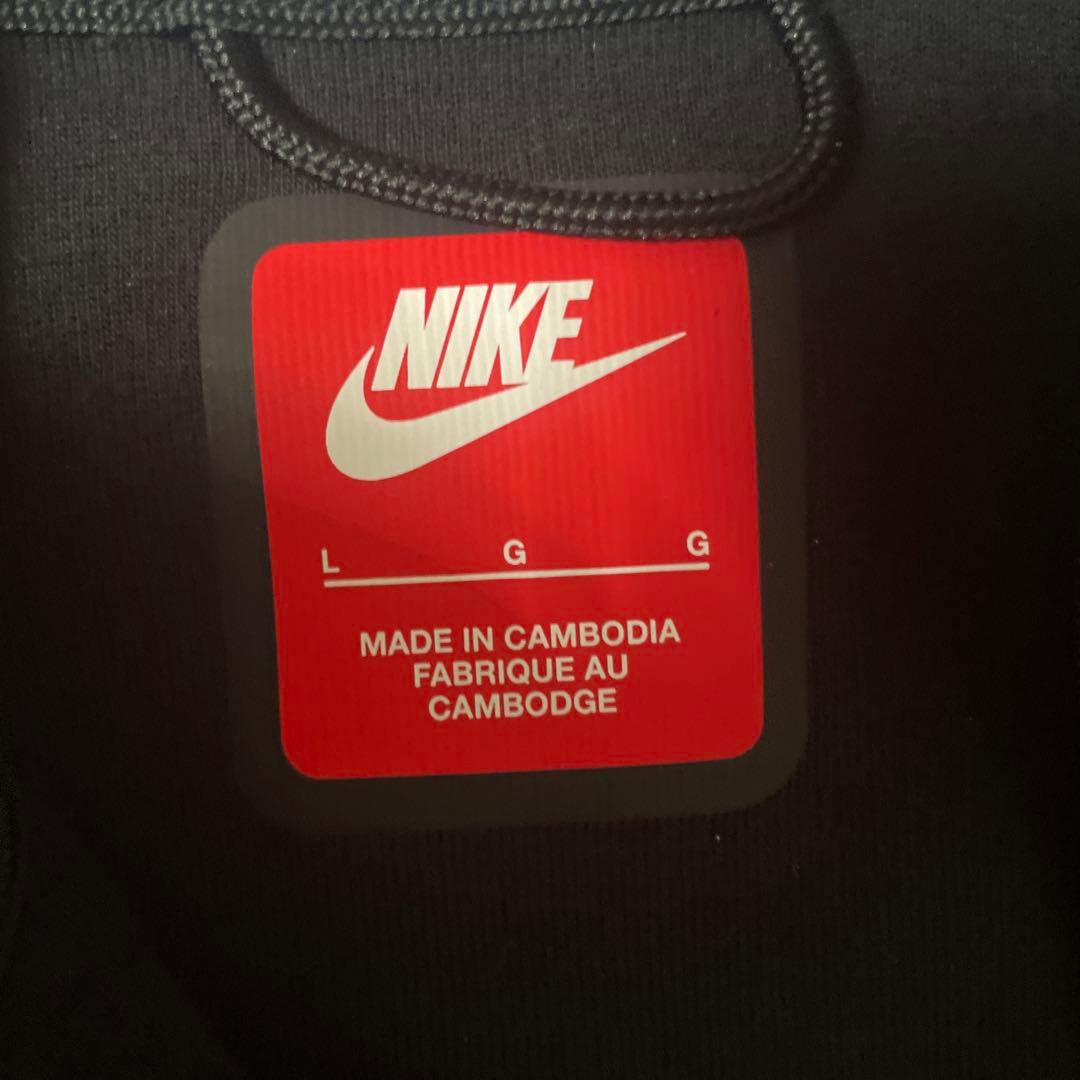 NIKE
L G G
MADE IN CAMBODIA
FABRIQUE AU
CAMBODGE